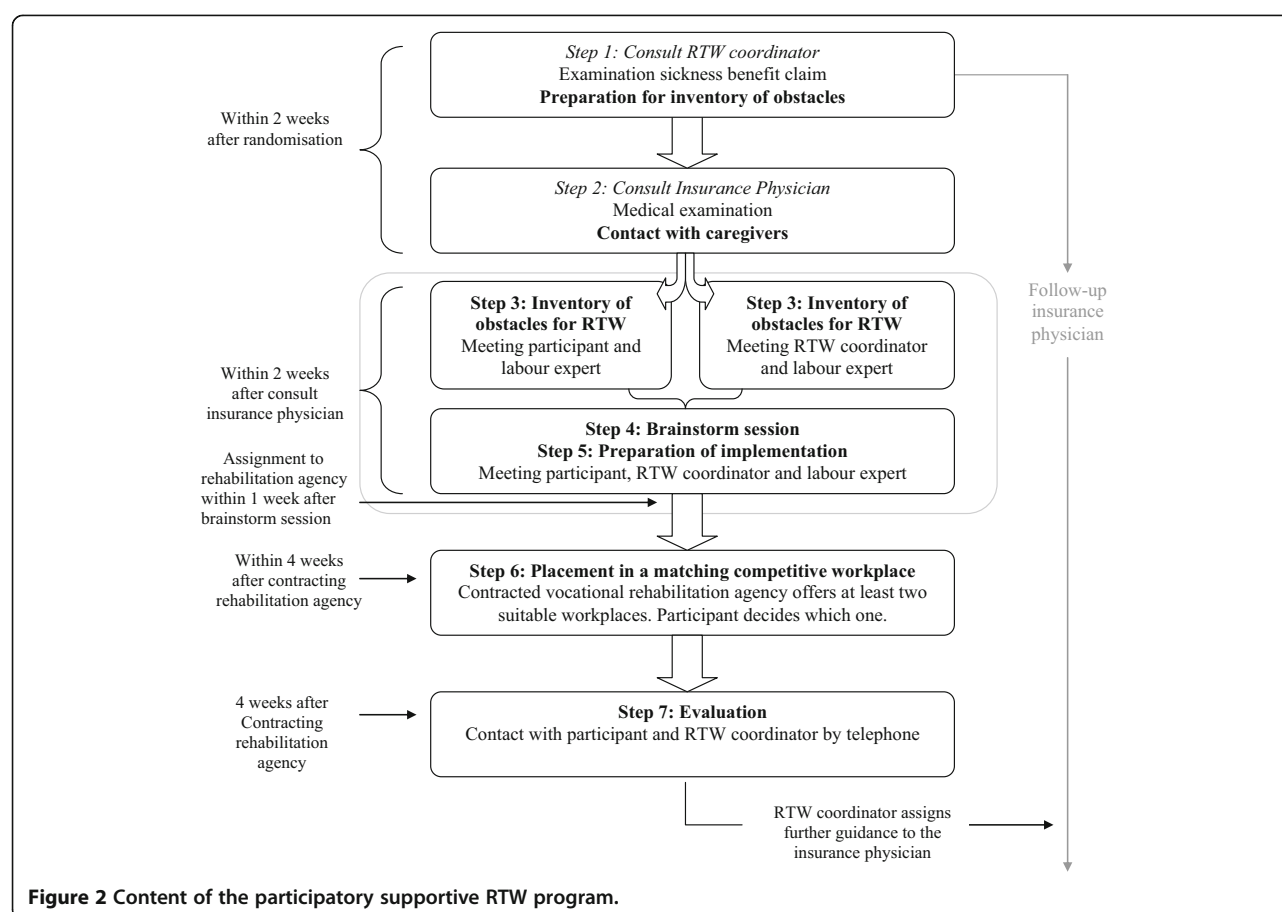 Step 1: Consult RTW coordinator
Examination sickness benefit claim
Preparation for inventory of obstacles
Within 2 weeks
after randomisation
Step 2: Consult Insurance Physician
Medical examination
Contact with caregivers
Follow-up
insurance
physician
Step 3: Inventory of
obstacles for RTW
Meeting participant and
labour expert
Step 3: Inventory of
obstacles for RTW
Meeting RTW coordinator
and labour expert
Within 2 weeks
after consult
insurance physician
Step 4: Brainstorm session
Step 5: Preparation of implementation
Meeting participant, RTW coordinator and labour expert
Assignment to
rehabilitation agency
within 1 week after
brainstorm session
Within 4 weeks
after contracting
rehabilitation agency
Step 6: Placement in a matching competitive workplace
Contracted vocational rehabilitation agency offers at least two
suitable workplaces. Participant decides which one.
4 weeks after
Contracting
rehabilitation
agency
Step 7: Evaluation
Contact with participant and RTW coordinator by telephone
RTW coordinator assigns
further guidance to the
insurance physician
Figure 2 Content of the participatory supportive RTW program.